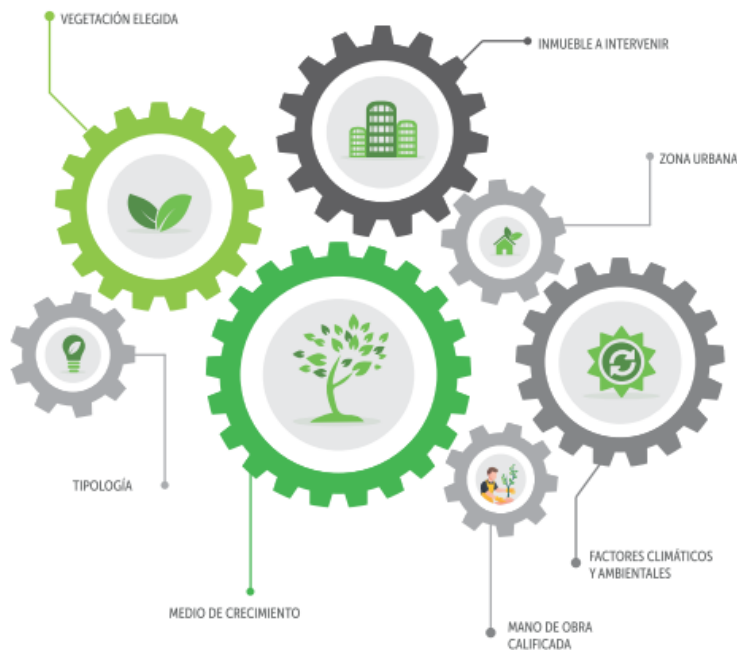 VEGETACIÓN ELEGIDA
INMUEBLE A INTERVENIR
ZONA URBANA
TIPOLOGÍA
FACTORES CLIMÁTICOS
Y AMBIENTALES
MEDIO DE CRECIMIENTO
MANO DE OBRA
CALIFICADA